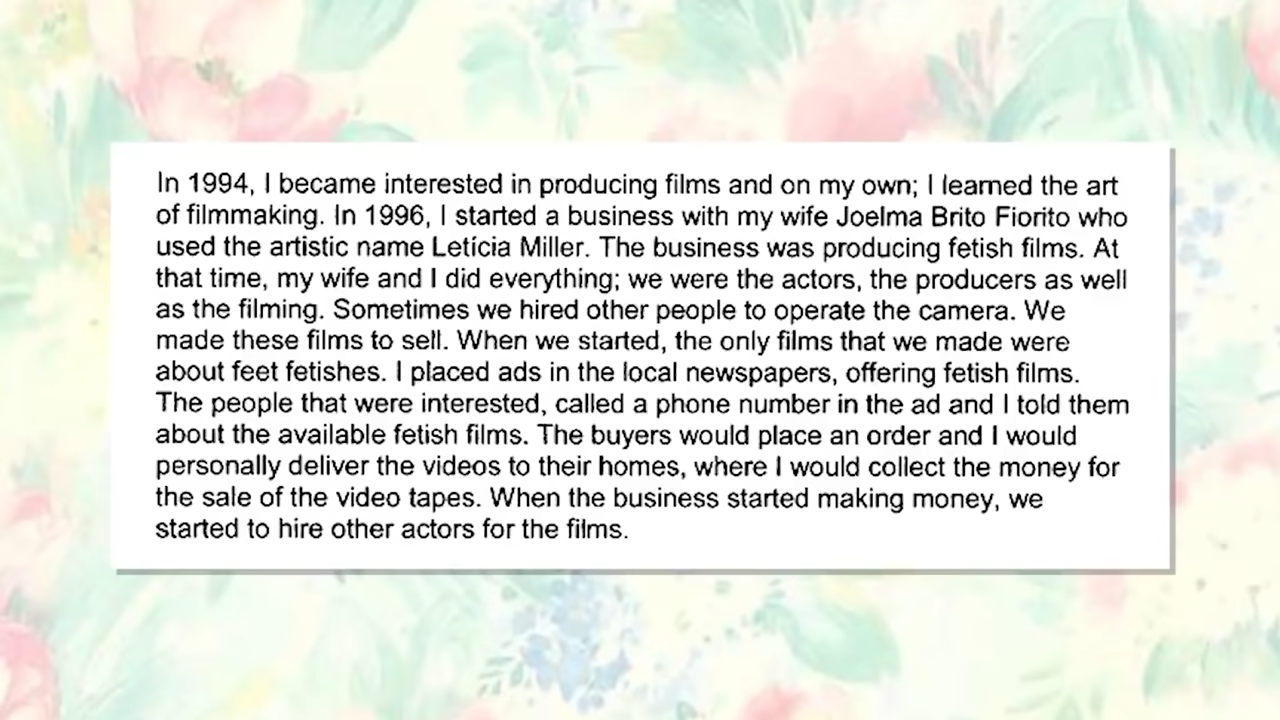 In 1994, I became interested in producing films and on my own; I learned the art
of filmmaking. In 1996, I started a business with my wife Joelma Brito Fiorito who
used the artistic name Letícia Miller. The business was producing fetish films. At
that time, my wife and I did everything; we were the actors, the producers as well
as the filming. Sometimes we hired other people to operate the camera. We
made these films to sell. When we started, the only films that we made were
about feet fetishes. I placed ads in the local newspapers, offering fetish films.
The people that were interested, called a phone number in the ad and I told them
about the available fetish films. The buyers would place an order and I would
personally deliver the videos to their homes, where I would collect the money for
the sale of the video tapes. When the business started making money, we
started to hire other actors for the films.